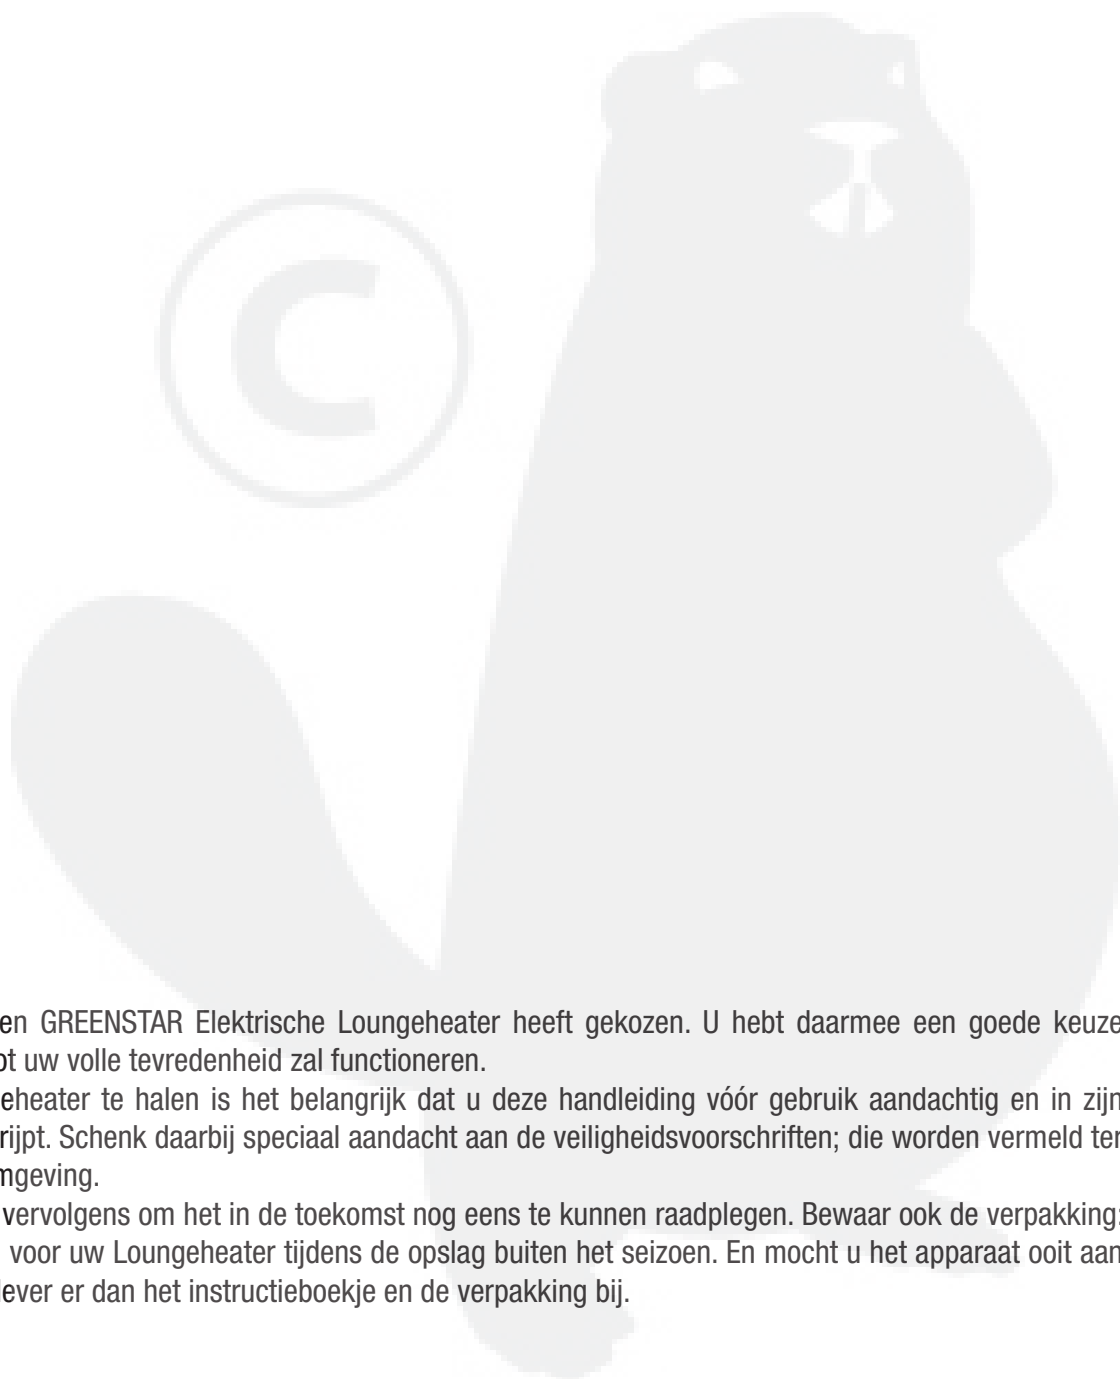 ©
en GREENSTAR Elektrische Loungeheater heeft gekozen. U hebt daarmee een goede keuze
ot uw volle tevredenheid zal functioneren.
eheater te halen is het belangrijk dat u deze handleiding vóór gebruik aandachtig en in zijn
rijpt. Schenk daarbij speciaal aandacht aan de veiligheidsvoorschriften; die worden vermeld ter
mgeving.
vervolgens om het in de toekomst nog eens te kunnen raadplegen. Bewaar ook de verpakking:
voor uw Loungeheater tijdens de opslag buiten het seizoen. En mocht u het apparaat ooit aan
lever er dan het instructieboekje en de verpakking bij.